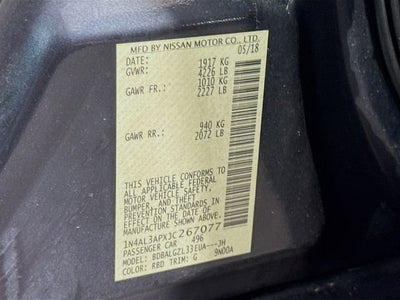 MFD BY NISSAN MOTOR CO., LTD.
DATE: 05/18
GVWR: 1917 KG
4226 LB
GAWR FR.: 1010 KG
2227 LB
GAWR RR.: 940 KG
2072 LB
THIS VEHICLE CONFORMS TO ALL
APPLICABLE FEDERAL
MOTOR VEHICLE SAFETY,
BUMPER, AND THEFT
PREVENTION STANDARDS
IN EFFECT ON THE DATE OF
MANUFACTURE SHOWN ABOVE.
1N4AL3APXJC267077
PASSENGER CAR 496
MODEL: BDBALGZL33EUA---JH
COLOR: RBD TRIM: G 9N00A